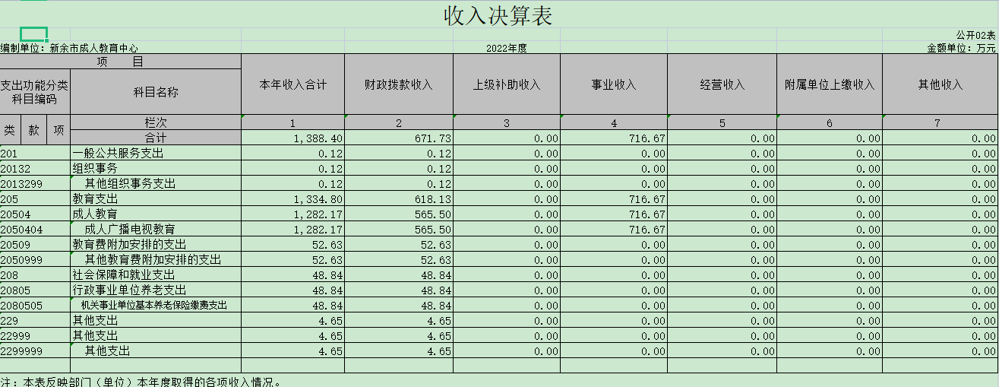 收入决算表
公开02表
编制单位：新余市成人教育中心 2022年度 金额单位：万元
项 目 本年收入合计 财政拨款收入 上级补助收入 事业收入 经营收入 附属单位上缴收入 其他收入
支出功能分类科目编码 科目名称
类 款 项 栏次 1 2 3 4 5 6 7
合计 1,388.40 671.73 0.00 716.67 0.00 0.00 0.00
201 一般公共服务支出 0.12 0.12 0.00 0.00 0.00 0.00 0.00
20132 组织事务 0.12 0.12 0.00 0.00 0.00 0.00 0.00
2013299 其他组织事务支出 0.12 0.12 0.00 0.00 0.00 0.00 0.00
205 教育支出 1,334.80 618.13 0.00 716.67 0.00 0.00 0.00
20504 成人教育 1,282.17 565.50 0.00 716.67 0.00 0.00 0.00
2050404 成人广播电视教育 1,282.17 565.50 0.00 716.67 0.00 0.00 0.00
20509 教育费附加安排的支出 52.63 52.63 0.00 0.00 0.00 0.00 0.00
2050999 其他教育费附加安排的支出 52.63 52.63 0.00 0.00 0.00 0.00 0.00
208 社会保障和就业支出 48.84 48.84 0.00 0.00 0.00 0.00 0.00
20805 行政事业单位养老支出 48.84 48.84 0.00 0.00 0.00 0.00 0.00
2080505 机关事业单位基本养老保险缴费支出 48.84 48.84 0.00 0.00 0.00 0.00 0.00
229 其他支出 4.65 4.65 0.00 0.00 0.00 0.00 0.00
22999 其他支出 4.65 4.65 0.00 0.00 0.00 0.00 0.00
2299999 其他支出 4.65 4.65 0.00 0.00 0.00 0.00 0.00
注：本表反映部门（单位）本年度取得的各项收入情况。